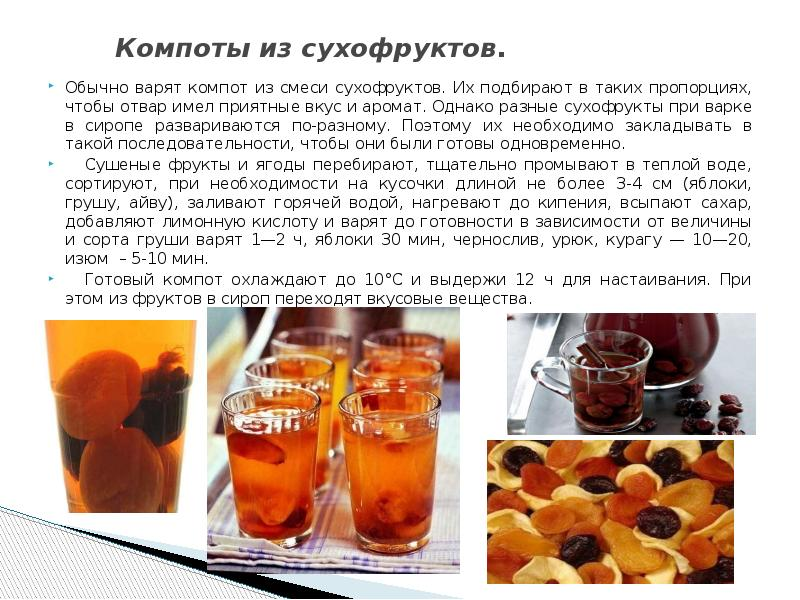 Компоты из сухофруктов.
Обычно варят компот из смеси сухофруктов. Их подбирают в таких пропорциях,
чтобы отвар имел приятные вкус и аромат. Однако разные сухофрукты при варке
в сиропе развариваются по-разному. Поэтому их необходимо закладывать в
такой последовательности, чтобы они были готовы одновременно.
Сушеные фрукты и ягоды перебирают, тщательно промывают в теплой воде,
сортируют, при необходимости на кусочки длиной не более 3-4 см (яблоки,
грушу, айву), заливают горячей водой, нагревают до кипения, всыпают сахар,
добавляют лимонную кислоту и варят до готовности в зависимости от величины
и сорта груши варят 1—2 ч, яблоки 30 мин, чернослив, урюк, курагу — 10—20,
изюм – 5-10 мин.
Готовый компот охлаждают до 10°С и выдержи 12 ч для настаивания. При
этом из фруктов в сироп переходят вкусовые вещества.